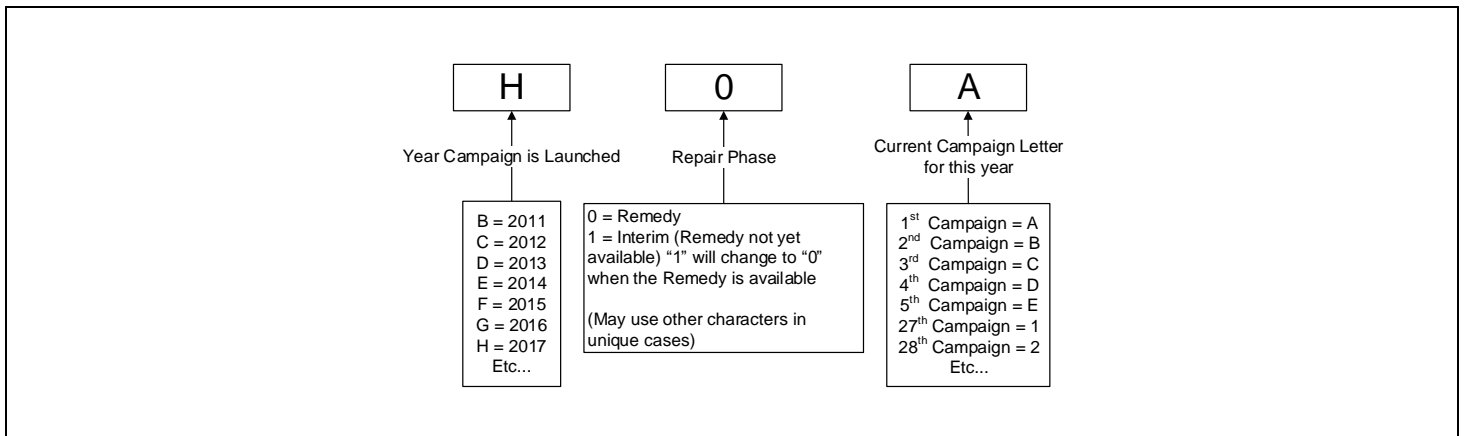 H
0
A
Year Campaign is Launched
Repair Phase
Current Campaign Letter
for this year
B = 2011
C = 2012
D = 2013
E = 2014
F = 2015
G = 2016
H = 2017
Etc...
0 = Remedy
1 = Interim (Remedy not yet
available) “1” will change to “0”
when the Remedy is available
(May use other characters in
unique cases)
1st Campaign = A
2nd Campaign = B
3rd Campaign = C
4th Campaign = D
5th Campaign = E
27th Campaign = 1
28th Campaign = 2
Etc...